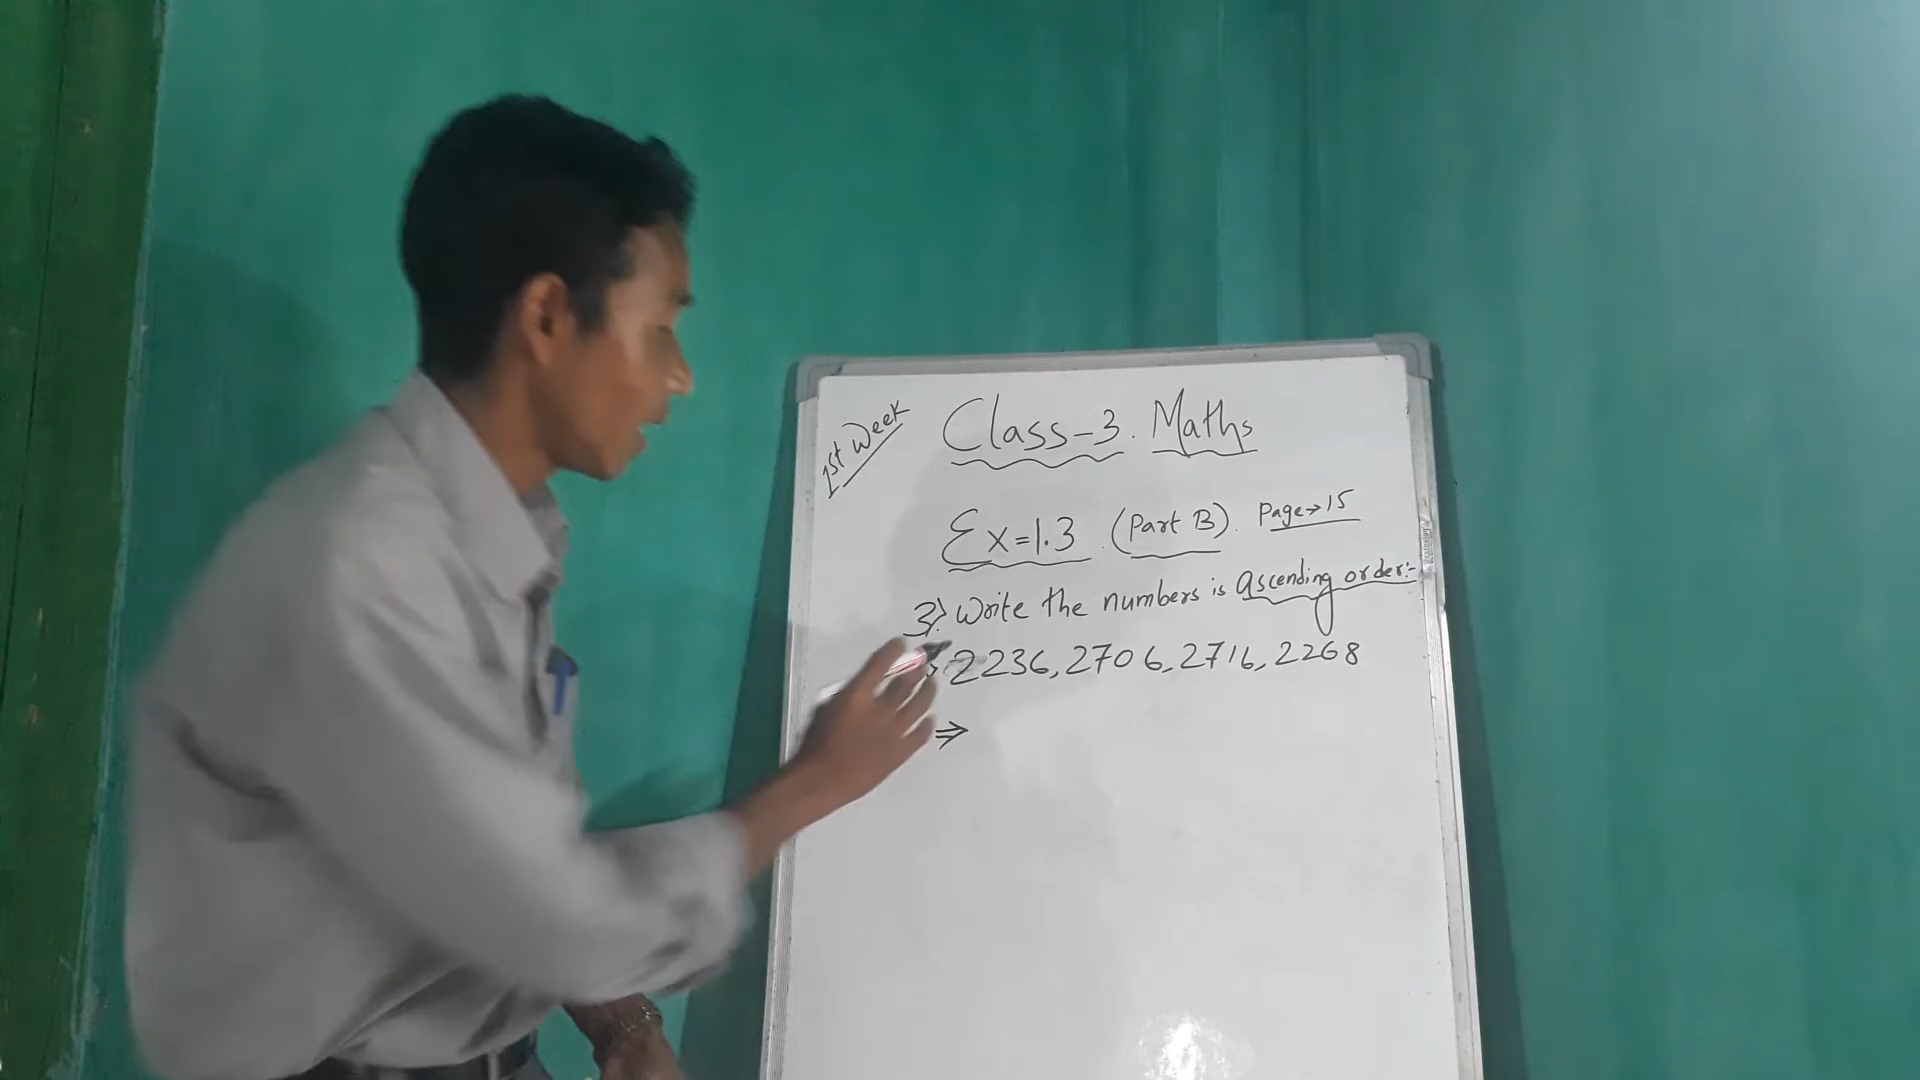 1st Week
Class-3. Maths
Ex=1.3 (Part B). Page→15
3) Write the numbers is ascending order:-
2236, 2706, 2716, 2268
⇒